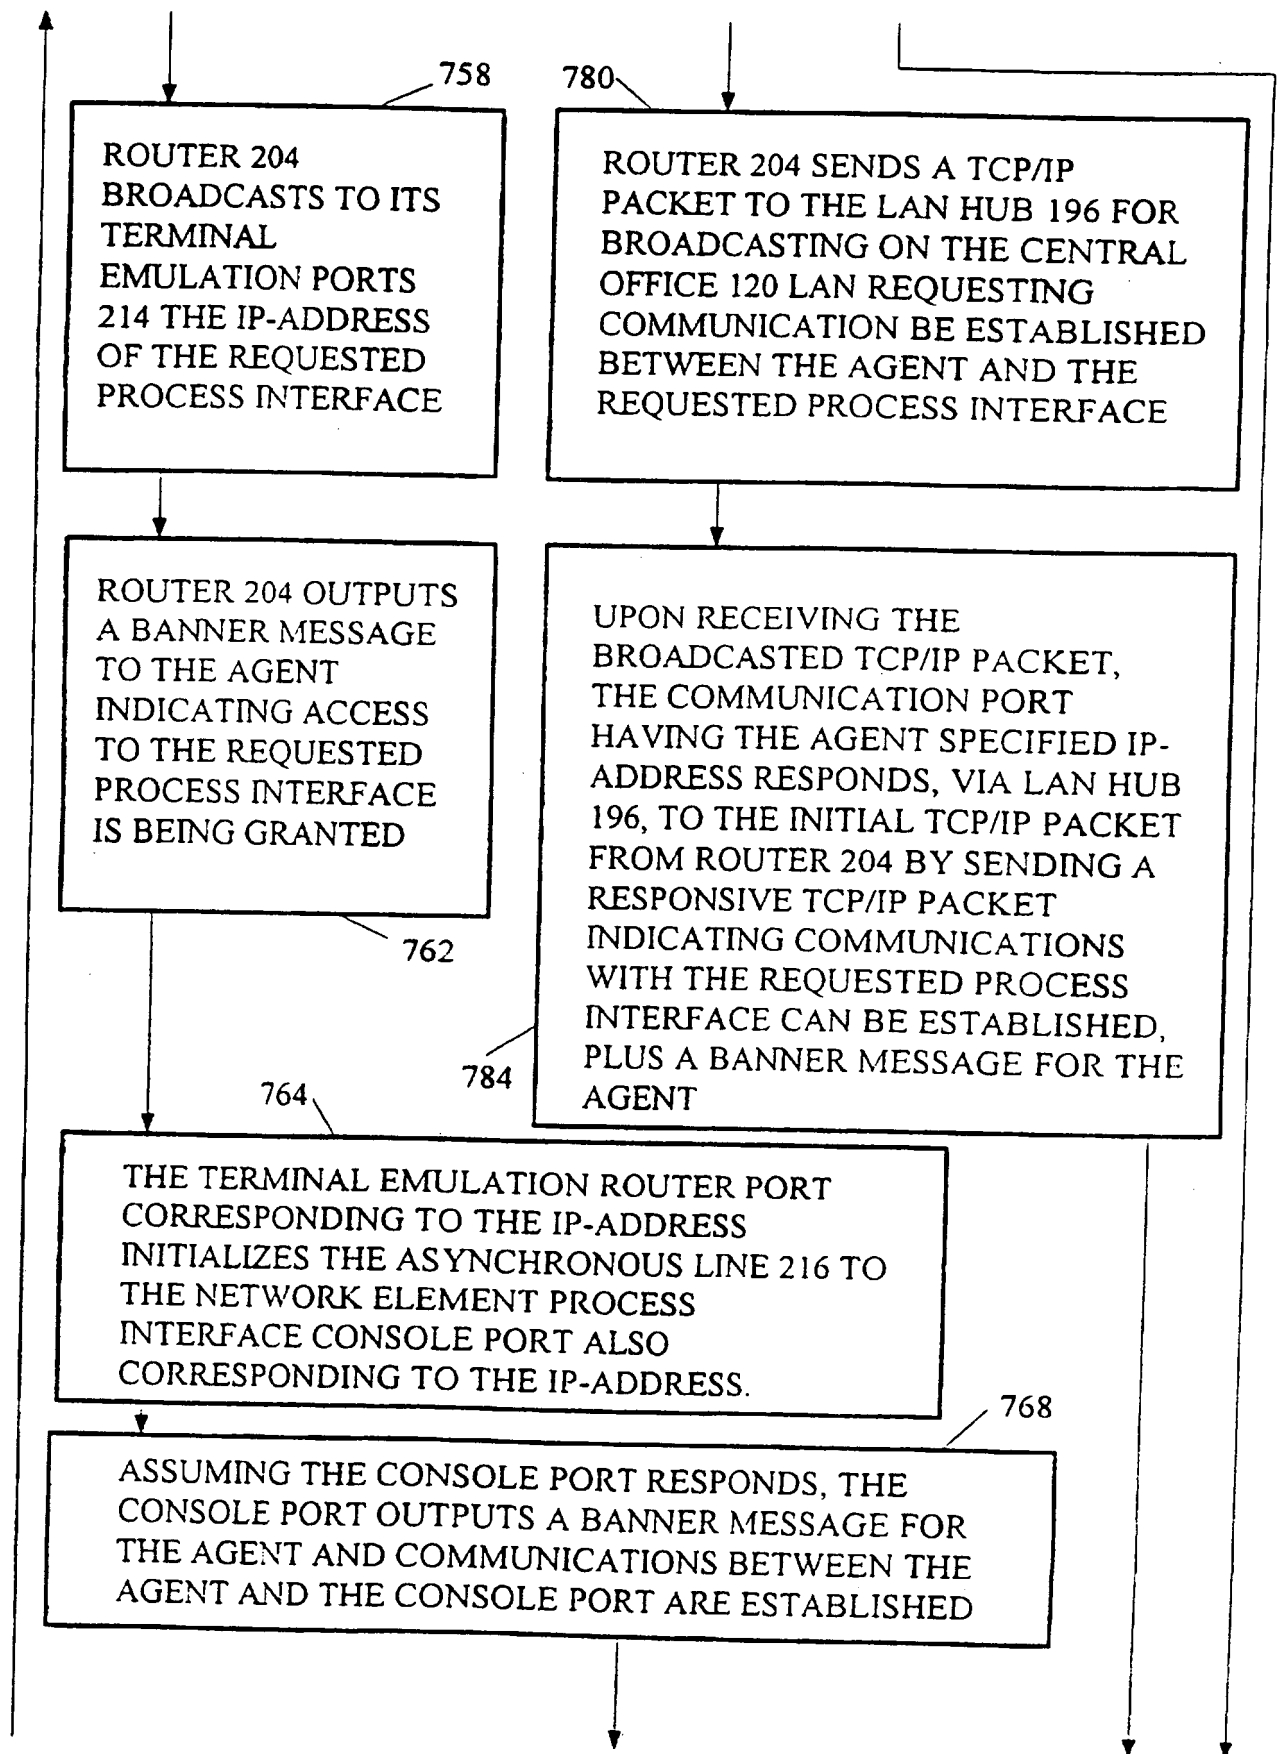 758
ROUTER 204
BROADCASTS TO ITS
TERMINAL
EMULATION PORTS
214 THE IP-ADDRESS
OF THE REQUESTED
PROCESS INTERFACE
780
ROUTER 204 SENDS A TCP/IP
PACKET TO THE LAN HUB 196 FOR
BROADCASTING ON THE CENTRAL
OFFICE 120 LAN REQUESTING
COMMUNICATION BE ESTABLISHED
BETWEEN THE AGENT AND THE
REQUESTED PROCESS INTERFACE
ROUTER 204 OUTPUTS
A BANNER MESSAGE
TO THE AGENT
INDICATING ACCESS
TO THE REQUESTED
PROCESS INTERFACE
IS BEING GRANTED
762
UPON RECEIVING THE
BROADCASTED TCP/IP PACKET,
THE COMMUNICATION PORT
HAVING THE AGENT SPECIFIED IP-
ADDRESS RESPONDS, VIA LAN HUB
196, TO THE INITIAL TCP/IP PACKET
FROM ROUTER 204 BY SENDING A
RESPONSIVE TCP/IP PACKET
INDICATING COMMUNICATIONS
WITH THE REQUESTED PROCESS
INTERFACE CAN BE ESTABLISHED,
PLUS A BANNER MESSAGE FOR THE
AGENT
784
764
THE TERMINAL EMULATION ROUTER PORT
CORRESPONDING TO THE IP-ADDRESS
INITIALIZES THE ASYNCHRONOUS LINE 216 TO
THE NETWORK ELEMENT PROCESS
INTERFACE CONSOLE PORT ALSO
CORRESPONDING TO THE IP-ADDRESS.
768
ASSUMING THE CONSOLE PORT RESPONDS, THE
CONSOLE PORT OUTPUTS A BANNER MESSAGE FOR
THE AGENT AND COMMUNICATIONS BETWEEN THE
AGENT AND THE CONSOLE PORT ARE ESTABLISHED